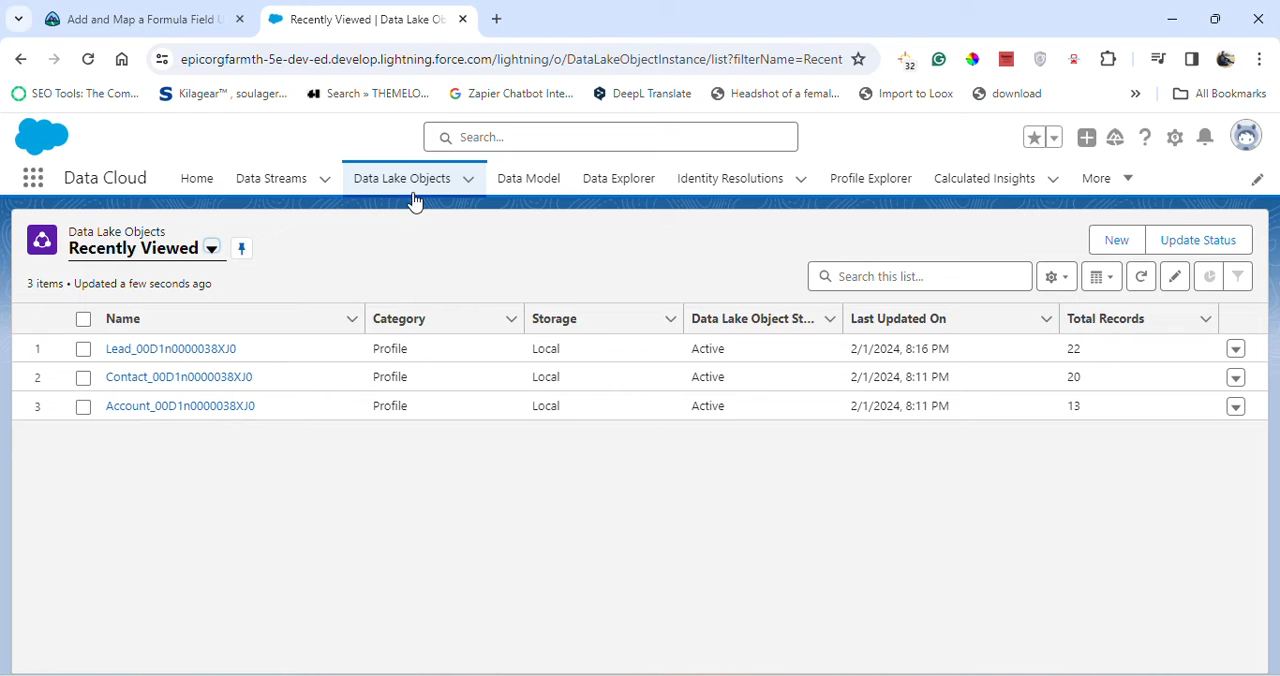 Add and Map a Formula Field U
Recently Viewed | Data Lake Ob
epicorgfarmth-5e-dev-ed.develop.lightning.force.com/lightning/o/DataLakeObjectInstance/list?filterName=Recent
32
SEO Tools: The Com...
Kilagear™ , soulager...
Search » THEMELO...
Zapier Chatbot Inte...
DeepL Translate
Headshot of a femal...
Import to Loox
download
»
All Bookmarks
Search...
Data Cloud
Home
Data Streams
Data Lake Objects
Data Model
Data Explorer
Identity Resolutions
Profile Explorer
Calculated Insights
More
Data Lake Objects
Recently Viewed
New
Update Status
3 items • Updated a few seconds ago
Search this list...
Name Category Storage Data Lake Object St... Last Updated On Total Records
1 Lead_00D1n0000038XJ0 Profile Local Active 2/1/2024, 8:16 PM 22
2 Contact_00D1n0000038XJ0 Profile Local Active 2/1/2024, 8:11 PM 20
3 Account_00D1n0000038XJ0 Profile Local Active 2/1/2024, 8:11 PM 13